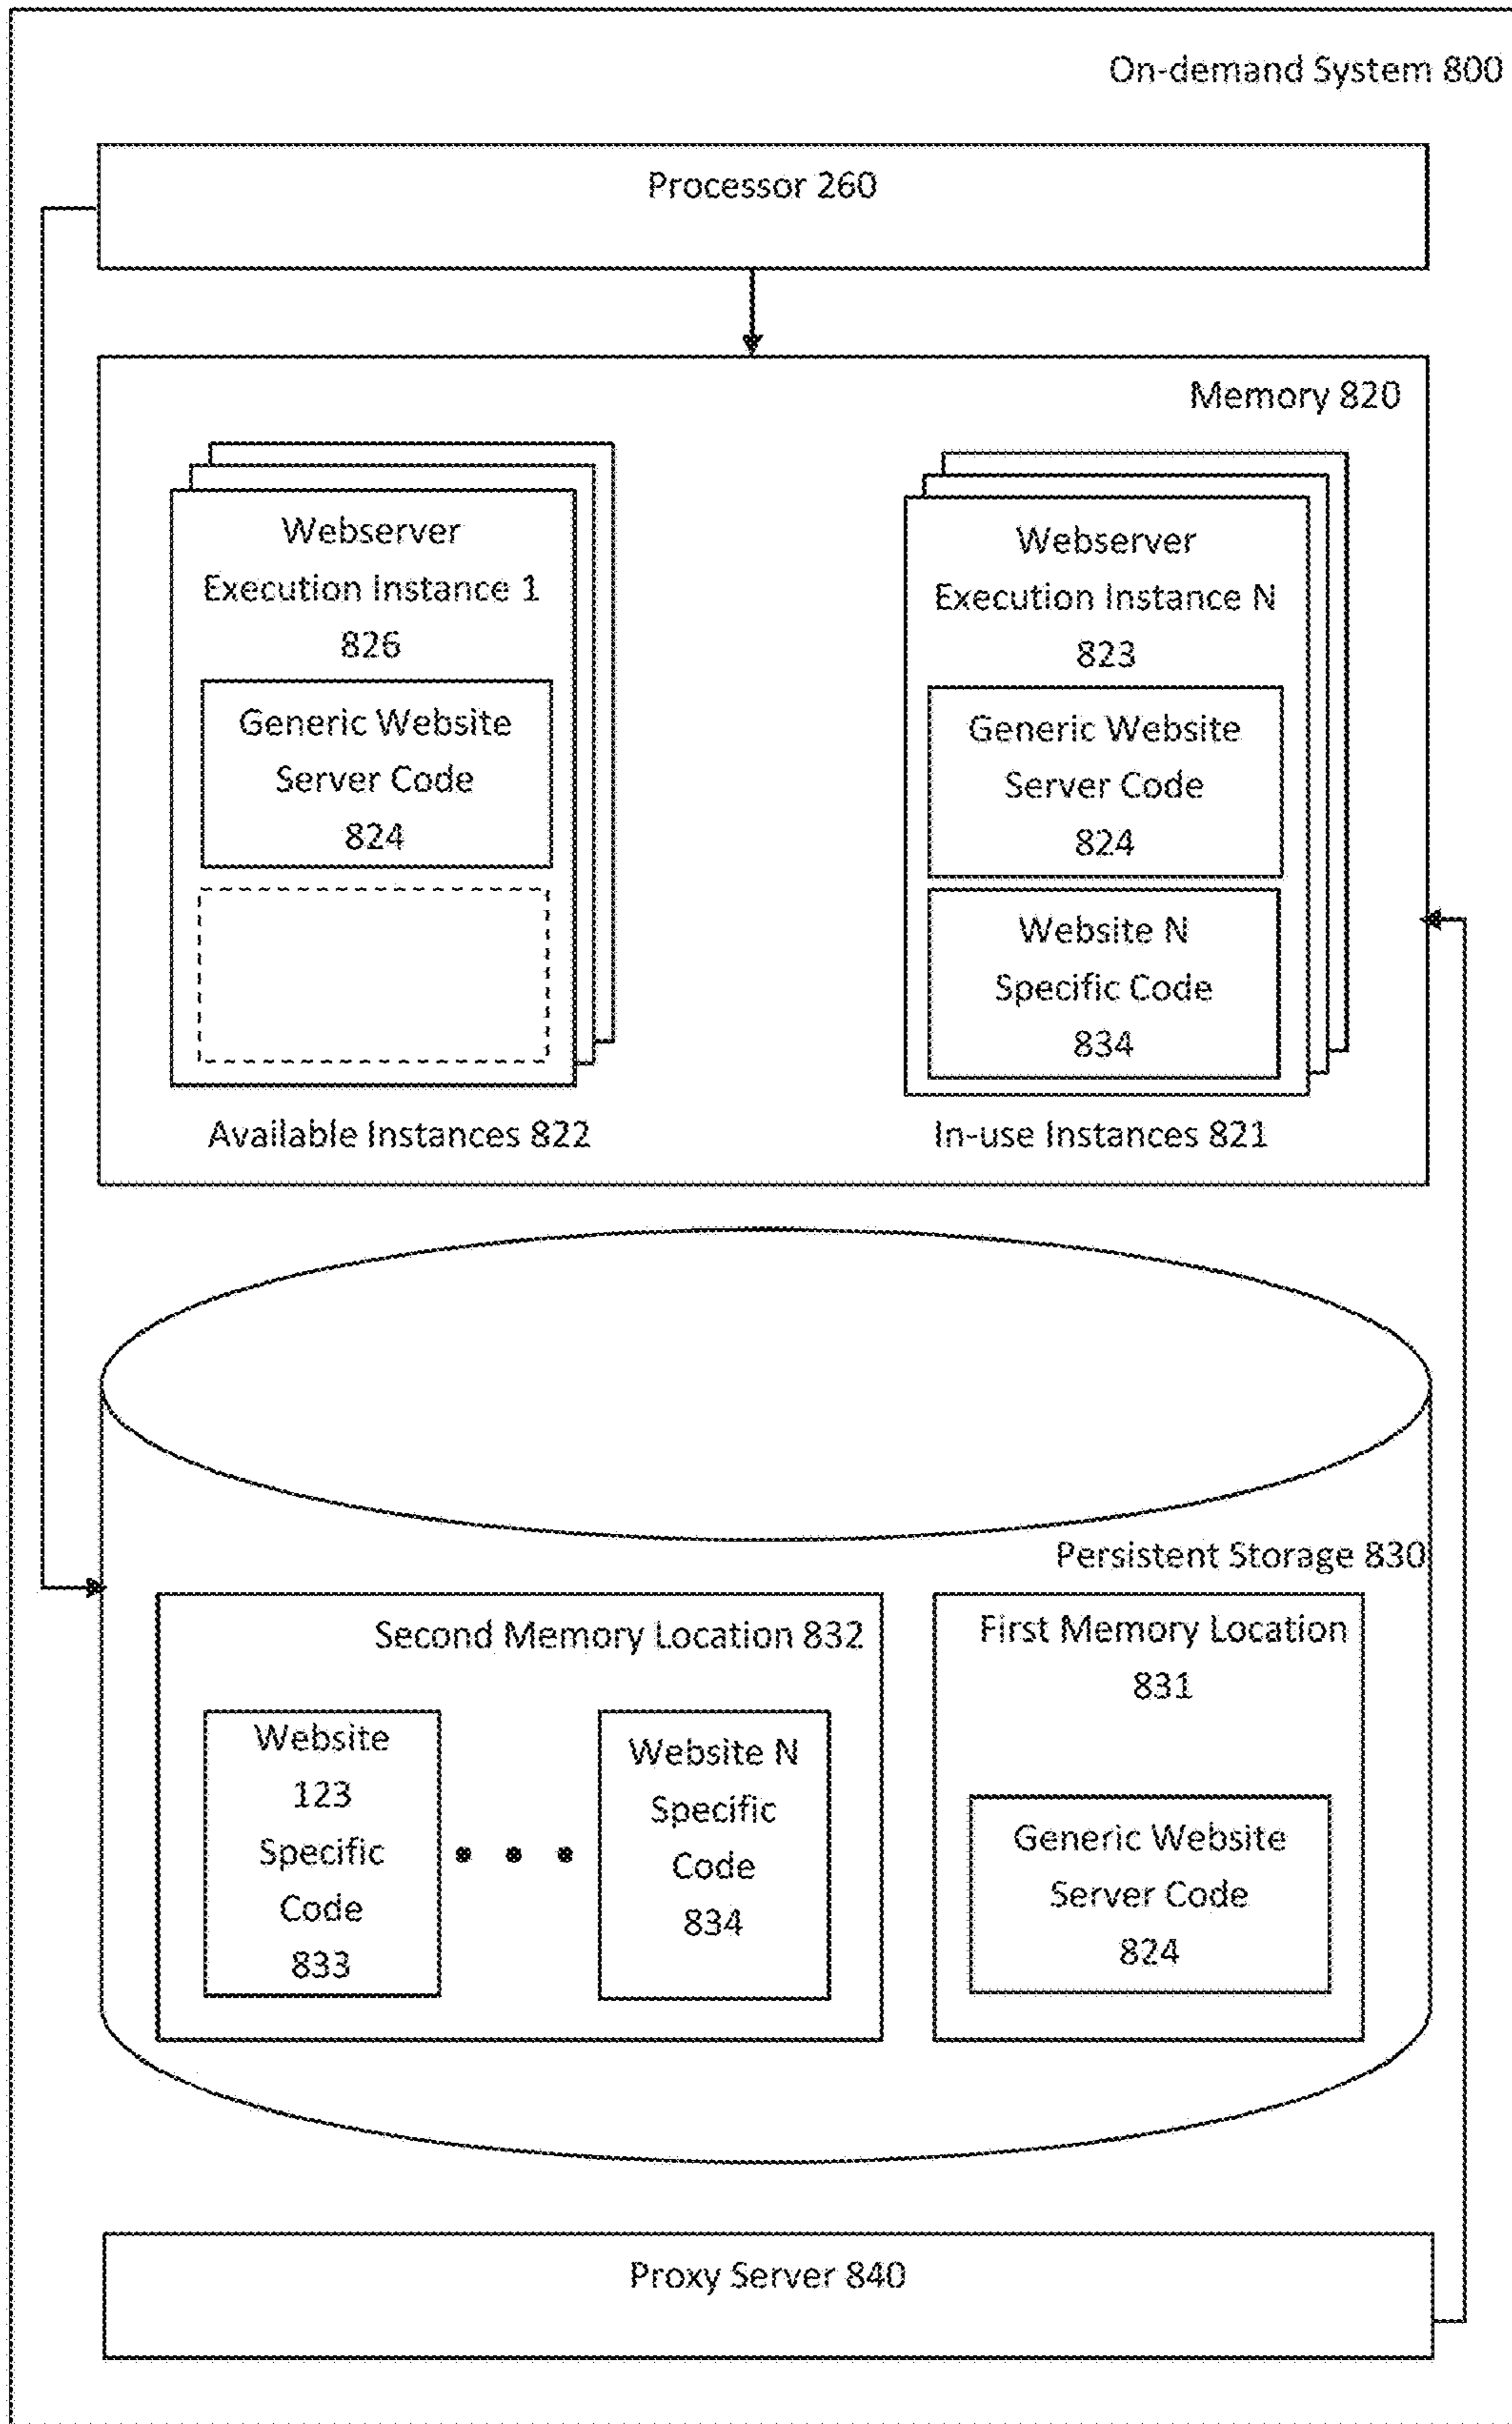 On-demand System 800
Processor 260
Memory 820
Webserver
Execution Instance 1
826
Generic Website
Server Code
824
Available Instances 822
Webserver
Execution Instance N
823
Generic Website
Server Code
824
Website N
Specific Code
834
In-use Instances 821
Persistent Storage 830
Second Memory Location 832
Website
123
Specific
Code
833
Website N
Specific
Code
834
First Memory Location
831
Generic Website
Server Code
824
Proxy Server 840